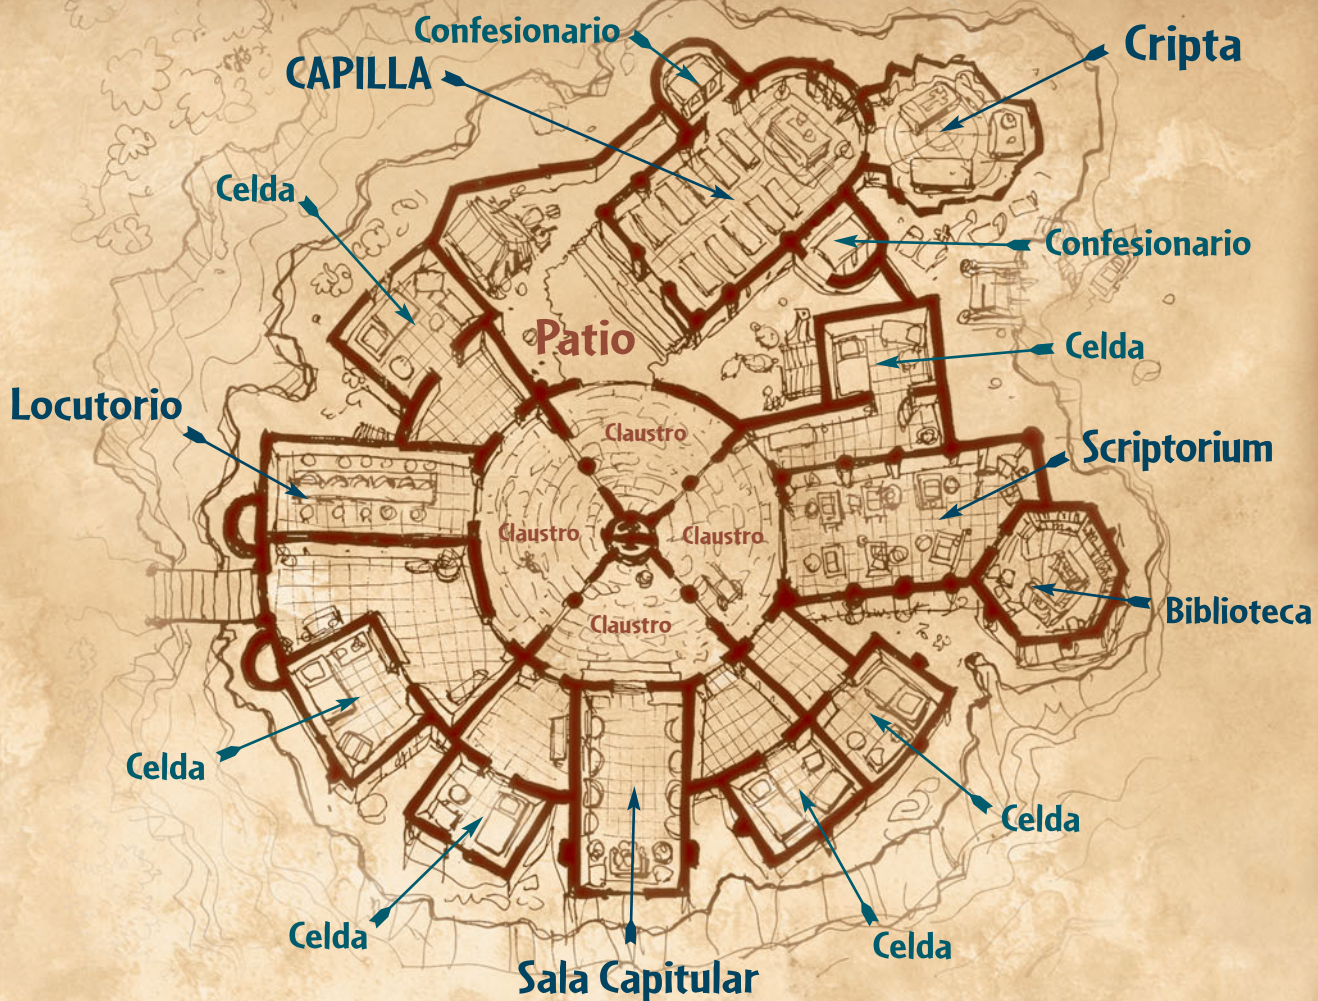 Confesionario
Cripta
CAPILLA
Celda
Confesionario
Patio
Celda
Locutorio
Claustro
Scriptorium
Claustro
Claustro
Biblioteca
Claustro
Celda
Celda
Celda
Celda
Sala Capitular